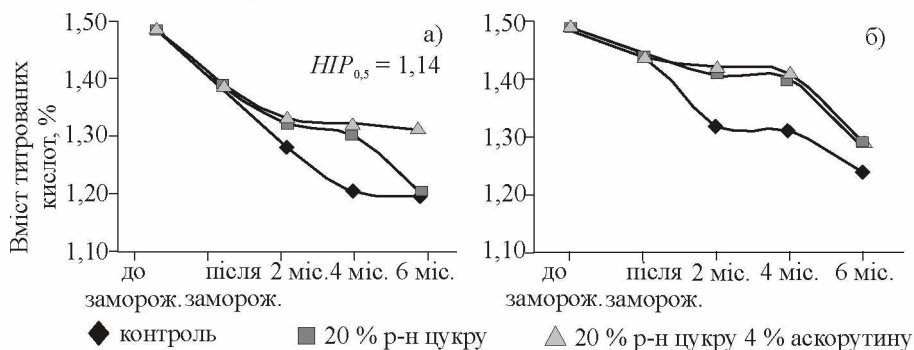 Вміст титрованих
кислот, %
1,50
1,40
1,30
1,20
1,10
а)
НІР0,5 = 1,14
до
заморож.
після
заморож.
2 міс.
4 міс.
6 міс.
1,50
1,40
1,30
1,20
1,10
б)
до
заморож.
після
заморож.
2 міс.
4 міс.
6 міс.
контроль
20 % р-н цукру
20 % р-н цукру 4 % аскорутину